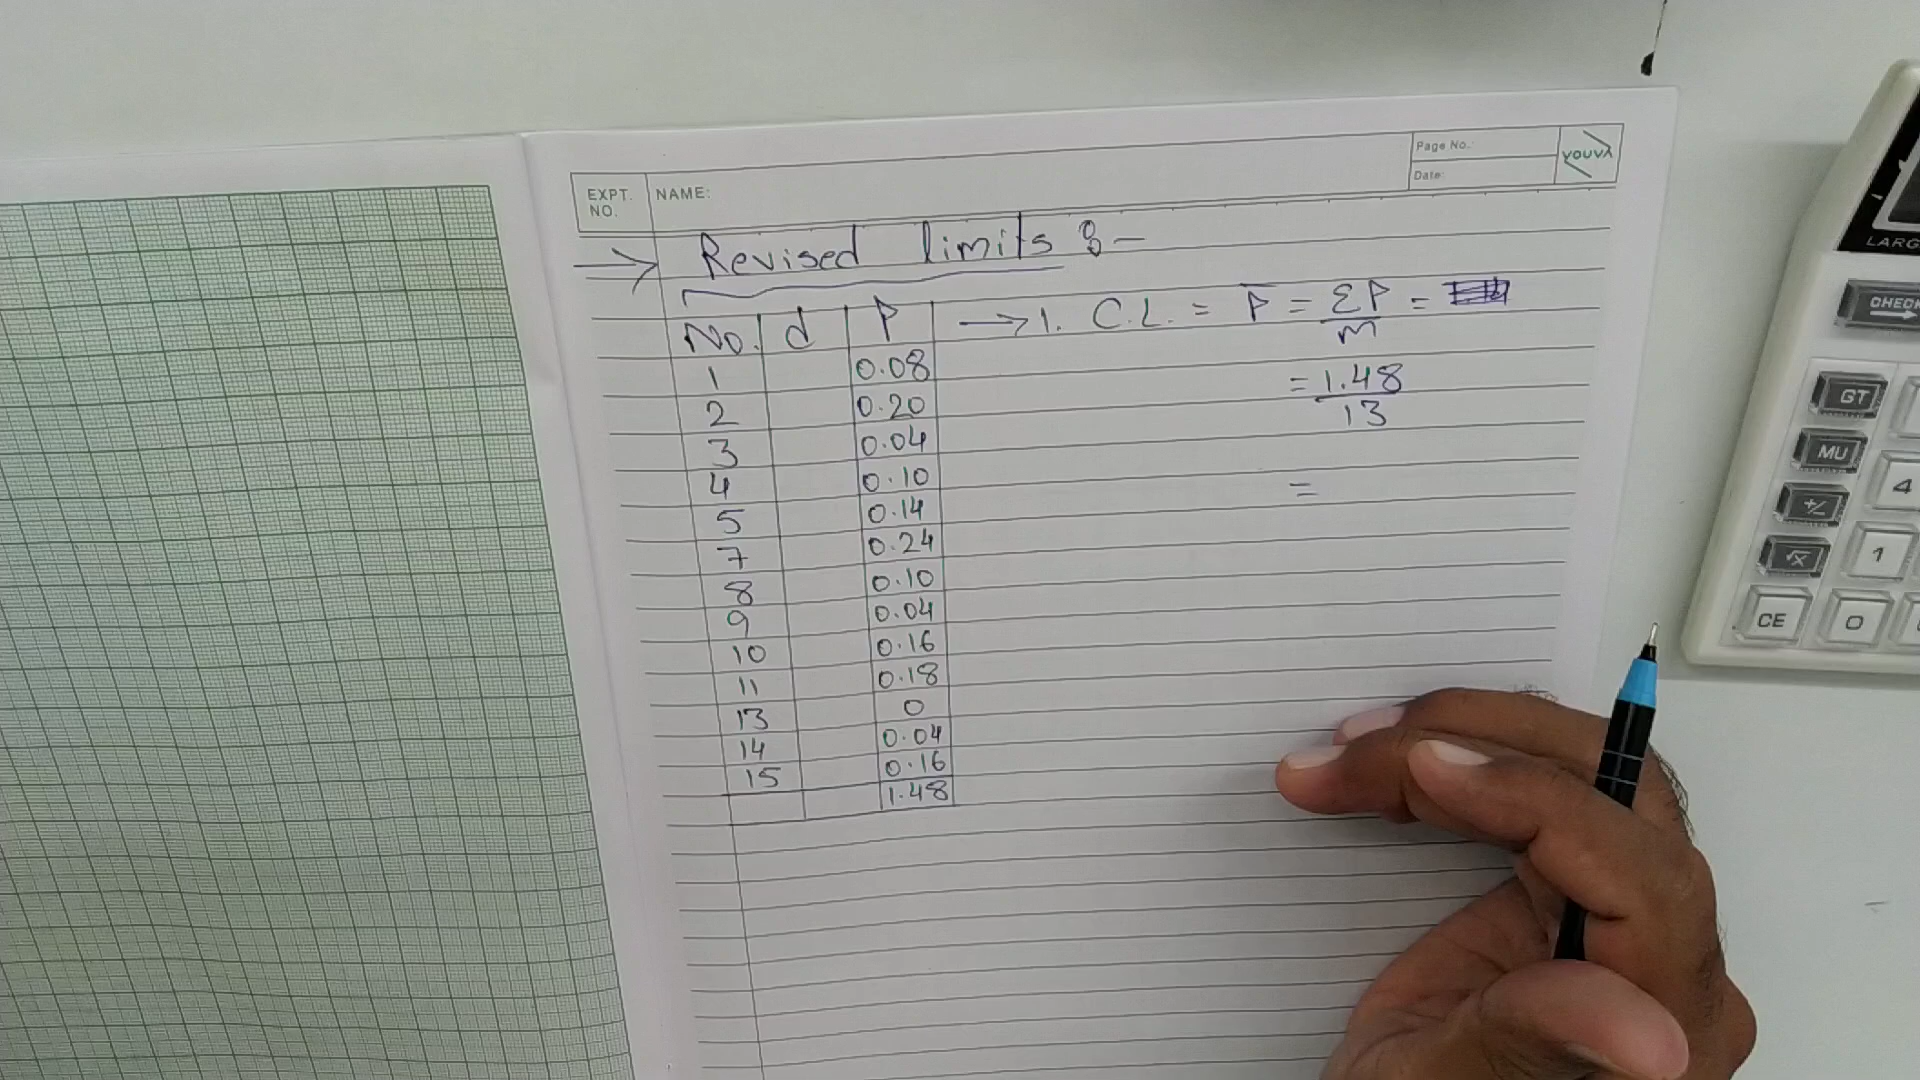 EXPT. NO. NAME: Page No.: Date: YOUVA
→ Revised limits :-
No. d P → 1. C.L. = P̅ = ΣP/m =
1 0.08 = 1.48/13
2 0.20
3 0.04
4 0.10 =
5 0.14
7 0.24
8 0.10
9 0.04
10 0.16
11 0.18
13 0
14 0.04
15 0.16
1.48
LARG
CHECK →
GT
MU
+/- 4
√x 1
CE 0